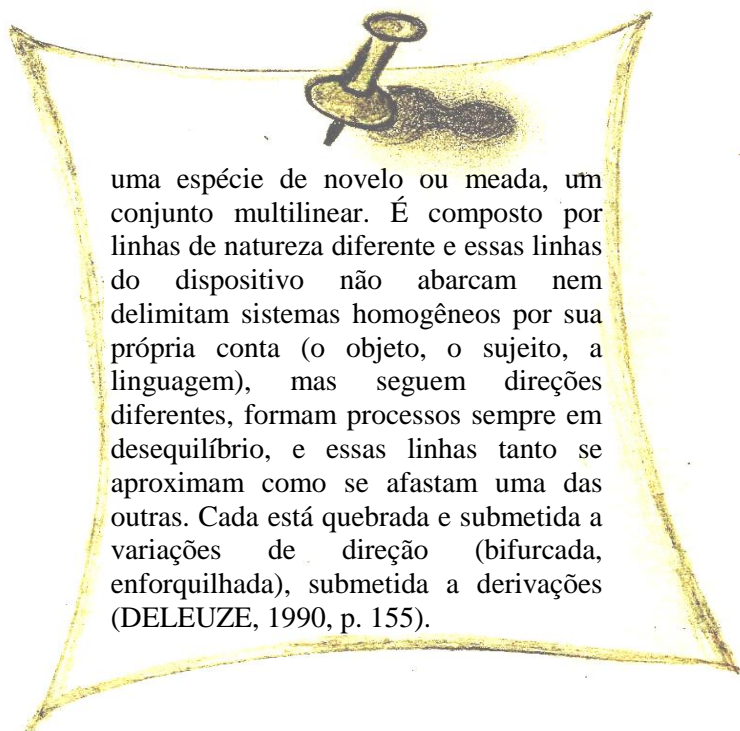 uma espécie de novelo ou meada, um
conjunto multilinear. É composto por
linhas de natureza diferente e essas linhas
do dispositivo não abarcam nem
delimitam sistemas homogêneos por sua
própria conta (o objeto, o sujeito, a
linguagem), mas seguem direções
diferentes, formam processos sempre em
desequilíbrio, e essas linhas tanto se
aproximam como se afastam uma das
outras. Cada está quebrada e submetida a
variações de direção (bifurcada,
enforquilhada), submetida a derivações
(DELEUZE, 1990, p. 155).